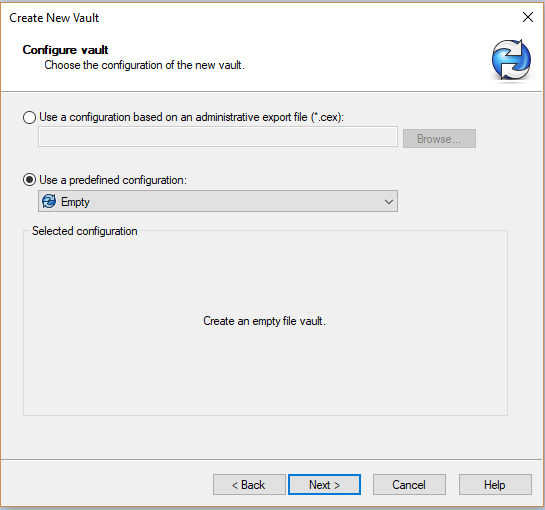 Create New Vault
Configure vault
Choose the configuration of the new vault.
Use a configuration based on an administrative export file (*.cex):
Browse...
Use a predefined configuration:
Empty
Selected configuration
Create an empty file vault.
< Back
Next >
Cancel
Help